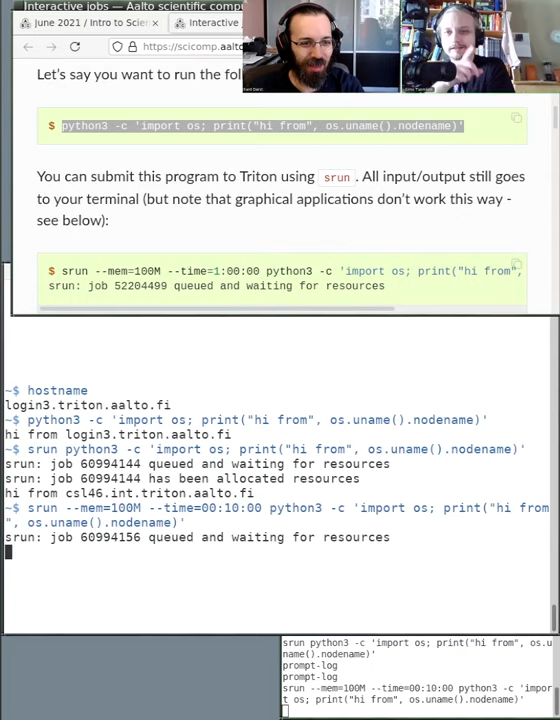 Interactive jobs — Aalto scientific compu
June 2021 / Intro to Scien
Interactive
https://scicomp.aalto
Let's say you want to run the fol
$ python3 -c 'import os; print("hi from", os.uname().nodename)'
You can submit this program to Triton using srun. All input/output still goes
to your terminal (but note that graphical applications don't work this way -
see below):
$ srun --mem=100M --time=1:00:00 python3 -c 'import os; print("hi from",
srun: job 52204499 queued and waiting for resources
~$ hostname
login3.triton.aalto.fi
~$ python3 -c 'import os; print("hi from", os.uname().nodename)'
hi from login3.triton.aalto.fi
~$ srun python3 -c 'import os; print("hi from", os.uname().nodename)'
srun: job 60994144 queued and waiting for resources
srun: job 60994144 has been allocated resources
hi from csl46.int.triton.aalto.fi
~$ srun --mem=100M --time=00:10:00 python3 -c 'import os; print("hi from
", os.uname().nodename)'
srun: job 60994156 queued and waiting for resources
srun python3 -c 'import os; print("hi from", os.u
name().nodename)'
prompt-log
prompt-log
srun --mem=100M --time=00:10:00 python3 -c 'impor
t os; print("hi from", os.uname().nodename)'